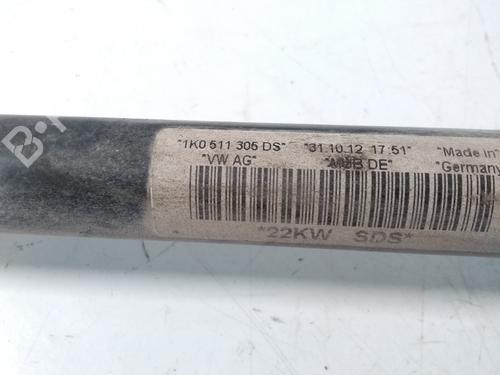 *1K0 511 305 DS* *31.10.12 17:51* *Made in*
*VW AG* DE* *Germany
*22KW SDS*